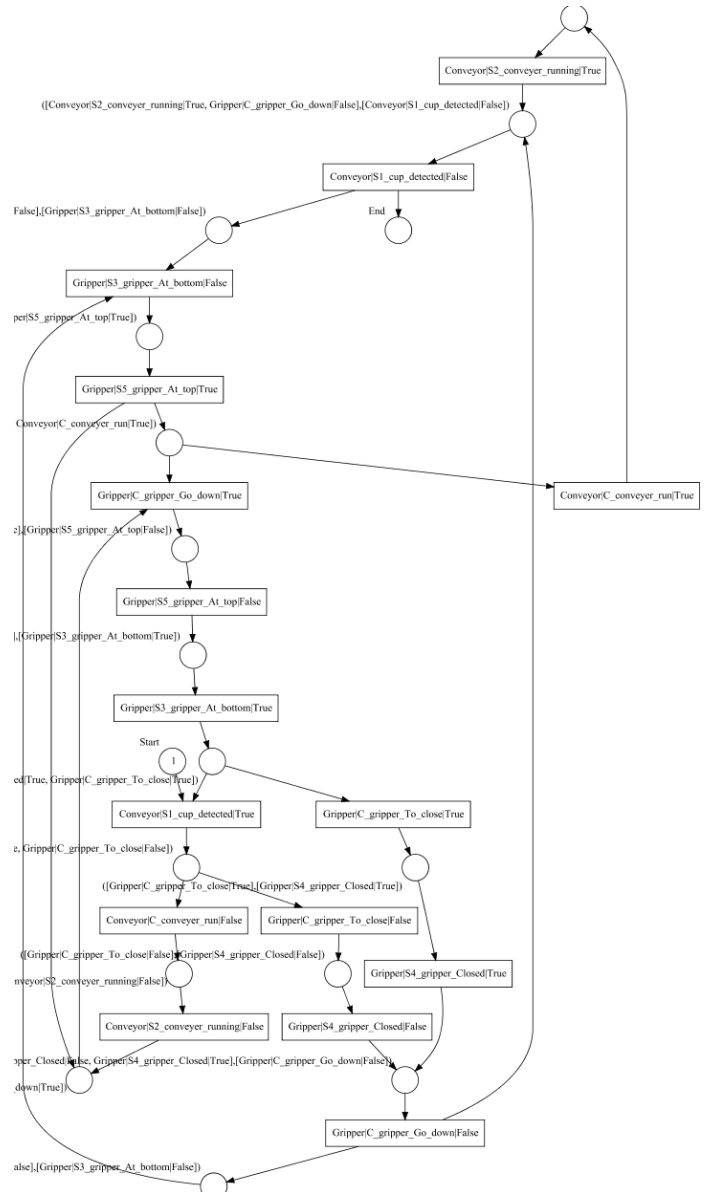 Conveyor|S2_conveyer_running|True
([Conveyor|S2_conveyer_running|True, Gripper|C_gripper_Go_down|False],[Conveyor|S1_cup_detected|False])
Conveyor|S1_cup_detected|False
False],[Gripper|S3_gripper_At_bottom|False])
End
Gripper|S3_gripper_At_bottom|False
per|S5_gripper_At_top|True])
Gripper|S5_gripper_At_top|True
Conveyor|C_conveyer_run|True])
Gripper|C_gripper_Go_down|True
Conveyor|C_conveyer_run|True
e],[Gripper|S5_gripper_At_top|False])
Gripper|S5_gripper_At_top|False
],[Gripper|S3_gripper_At_bottom|True])
Gripper|S3_gripper_At_bottom|True
Start
1
ed|True, Gripper|C_gripper_To_close|True])
Conveyor|S1_cup_detected|True
Gripper|C_gripper_To_close|True
e, Gripper|C_gripper_To_close|False])
([Gripper|C_gripper_To_close|True],[Gripper|S4_gripper_Closed|True])
Conveyor|C_conveyer_run|False
Gripper|C_gripper_To_close|False
([Gripper|C_gripper_To_close|False],[Gripper|S4_gripper_Closed|False])
Gripper|S4_gripper_Closed|True
nveyor|S2_conveyer_running|False])
Conveyor|S2_conveyer_running|False
Gripper|S4_gripper_Closed|False
pper_Closed|False, Gripper|S4_gripper_Closed|True],[Gripper|C_gripper_Go_down|False])
_down|True])
Gripper|C_gripper_Go_down|False
alse],[Gripper|S3_gripper_At_bottom|False])